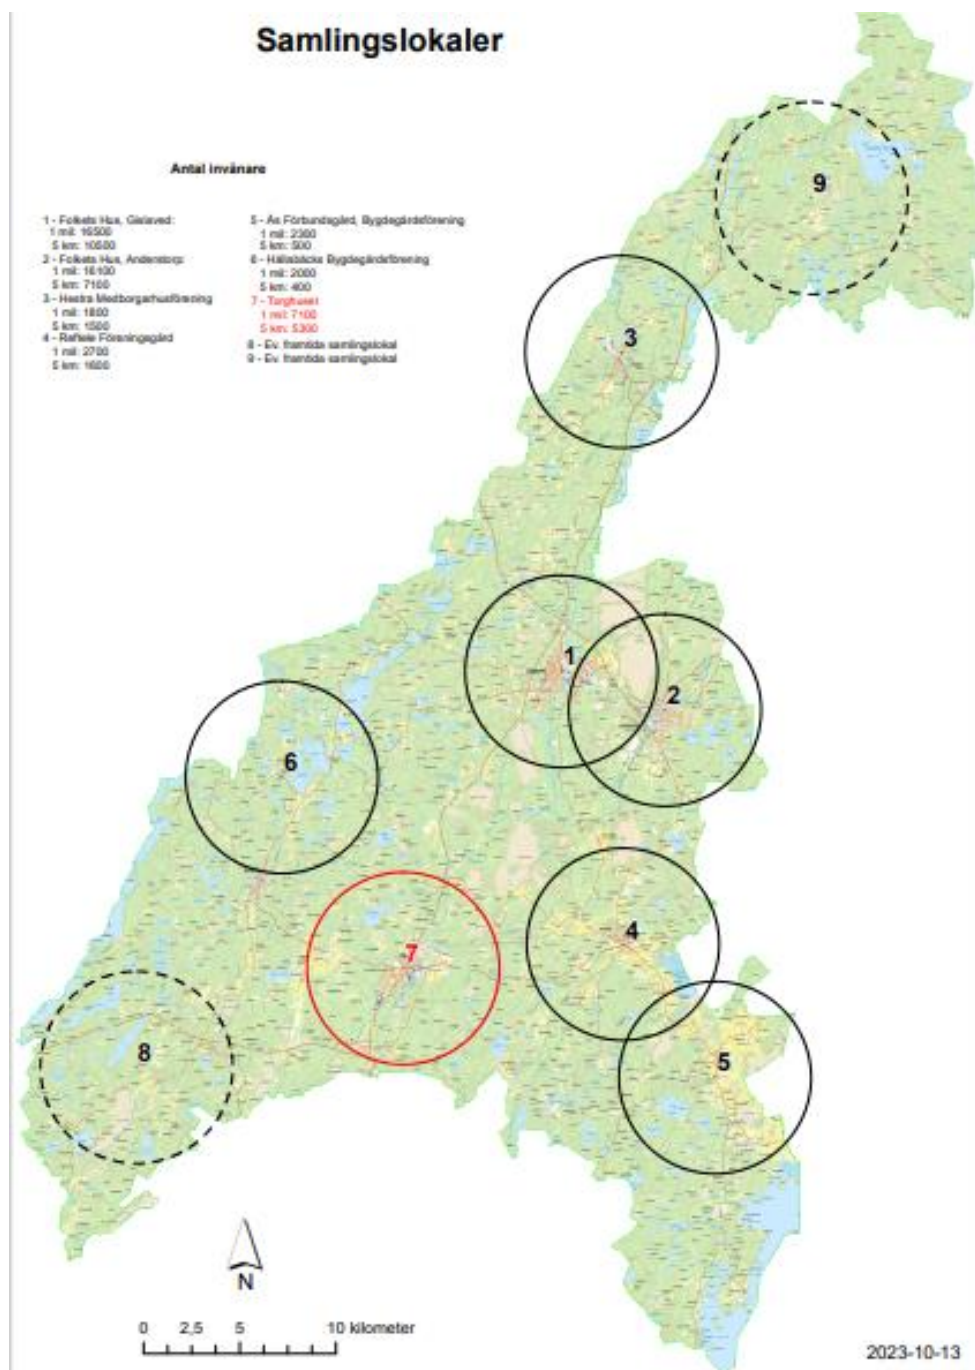 Samlingslokaler
Antal invånare
1 - Folkets Hus, Gislaved:
1 mil: 16500
5 km: 10500
2 - Folkets Hus, Anderstorp:
1 mil: 16100
5 km: 7100
3 - Hestra Medborgarhusförening
1 mil: 1800
5 km: 1500
4 - Reftele Föreningsgård
1 mil: 2700
5 km: 1600
5 - Ås Förbundsgård, Bygdegårdsförening
1 mil: 2300
5 km: 500
6 - Hällabäcks Bygdegårdsförening
1 mil: 2000
5 km: 400
7 - Torghuset
1 mil: 7100
5 km: 5300
8 - Ev. framtida samlingslokal
9 - Ev. framtida samlingslokal
9
3
1
2
6
4
7
8
5
N
0 2,5 5 10 kilometer
2023-10-13